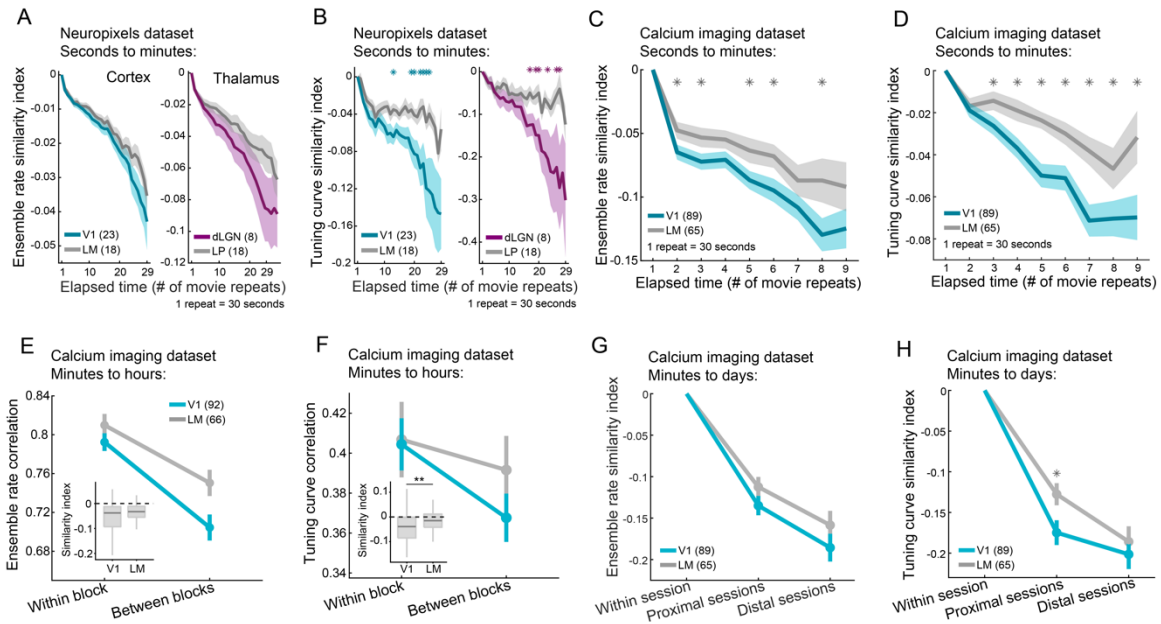 A
Neuropixels dataset
Seconds to minutes:
Cortex
Thalamus
Ensemble rate similarity index
0
-0.01
-0.02
-0.03
-0.04
-0.05
V1 (23)
LM (18)
1 10 20 29
0
-0.02
-0.04
-0.06
-0.08
-0.1
-0.12
dLGN (8)
LP (18)
1 10 20 29
Elapsed time (# of movie repeats)
1 repeat = 30 seconds
B
Neuropixels dataset
Seconds to minutes:
Tuning curve similarity index
0
-0.04
-0.08
-0.12
-0.16
-0.2
V1 (23)
LM (18)
1 10 20 29
0
-0.1
-0.2
-0.3
-0.4
dLGN (8)
LP (18)
1 10 20 29
Elapsed time (# of movie repeats)
1 repeat = 30 seconds
C
Calcium imaging dataset
Seconds to minutes:
Ensemble rate similarity index
0
-0.05
-0.1
-0.15
* * * * *
V1 (89)
LM (65)
1 repeat = 30 seconds
1 2 3 4 5 6 7 8 9
Elapsed time (# of movie repeats)
D
Calcium imaging dataset
Seconds to minutes:
Tuning curve similarity index
0
-0.02
-0.04
-0.06
-0.08
* * * * * * *
V1 (89)
LM (65)
1 repeat = 30 seconds
1 2 3 4 5 6 7 8 9
Elapsed time (# of movie repeats)
E
Calcium imaging dataset
Minutes to hours:
Ensemble rate correlation
0.84
0.8
0.76
0.72
0.68
V1 (92)
LM (66)
Similarity index
0
-0.1
-0.2
V1 LM
Within block
Between blocks
F
Calcium imaging dataset
Minutes to hours:
Tuning curve correlation
0.42
0.4
0.38
0.36
0.34
Similarity index
0.1
0
-0.1
**
V1 LM
Within block
Between blocks
G
Calcium imaging dataset
Minutes to days:
Ensemble rate similarity index
0
-0.05
-0.1
-0.15
-0.2
V1 (89)
LM (65)
Within session
Proximal sessions
Distal sessions
H
Calcium imaging dataset
Minutes to days:
Tuning curve similarity index
0
-0.05
-0.1
-0.15
-0.2
*
V1 (89)
LM (65)
Within session
Proximal sessions
Distal sessions